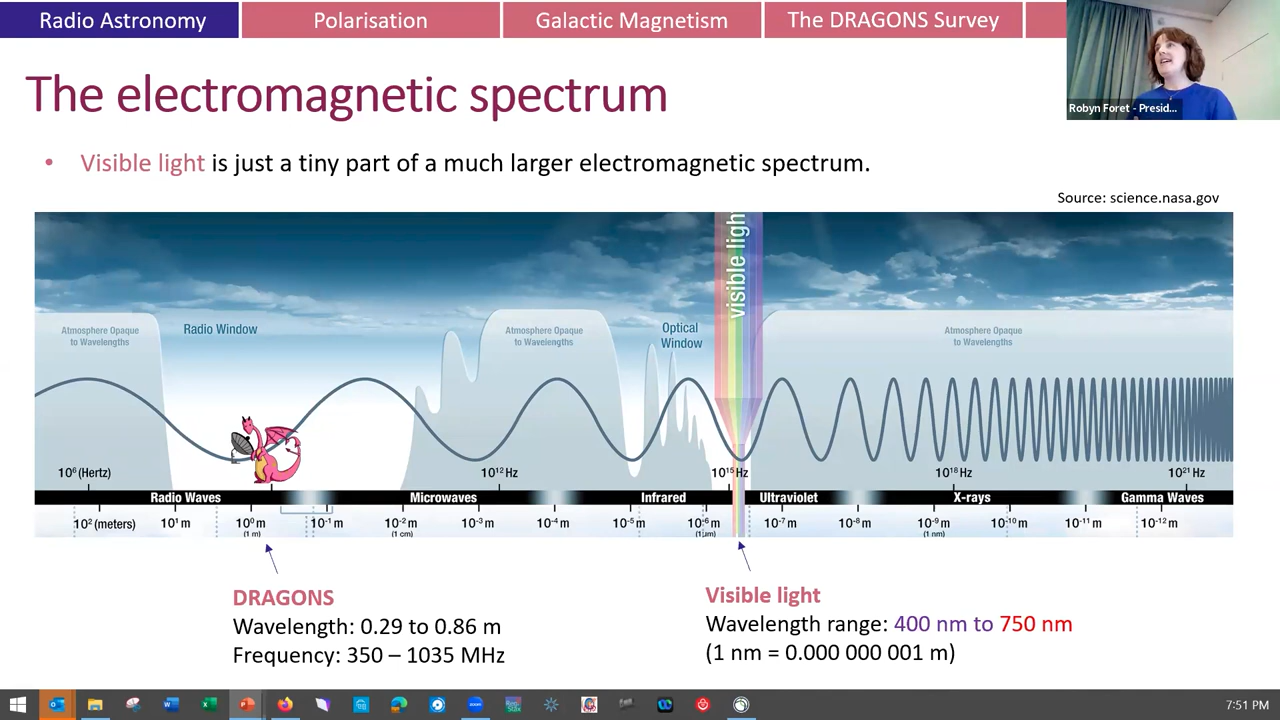 Radio Astronomy
Polarisation
Galactic Magnetism
The DRAGONS Survey
Robyn Foret - Presid...
The electromagnetic spectrum
• Visible light is just a tiny part of a much larger electromagnetic spectrum.
Source: science.nasa.gov
visible ligh
Atmosphere Opaque
to Wavelengths
Radio Window
Atmosphere Opaque
to Wavelengths
Optical
Window
Atmosphere Opaque
to Wavelengths
10⁶ (Hertz)
10¹² Hz
10¹⁵ Hz
10¹⁸ Hz
10²¹ Hz
Radio Waves
Microwaves
Infrared
Ultraviolet
X-rays
Gamma Waves
10² (meters)
10¹ m
10⁰ m
10⁻¹ m
10⁻² m
10⁻³ m
10⁻⁴ m
10⁻⁵ m
10⁻⁶ m
10⁻⁷ m
10⁻⁸ m
10⁻⁹ m
10⁻¹⁰ m
10⁻¹¹ m
10⁻¹² m
(1 m)
(1 cm)
(1 µm)
(1 nm)
DRAGONS
Wavelength: 0.29 to 0.86 m
Frequency: 350 – 1035 MHz
Visible light
Wavelength range: 400 nm to 750 nm
(1 nm = 0.000 000 001 m)
7:51 PM